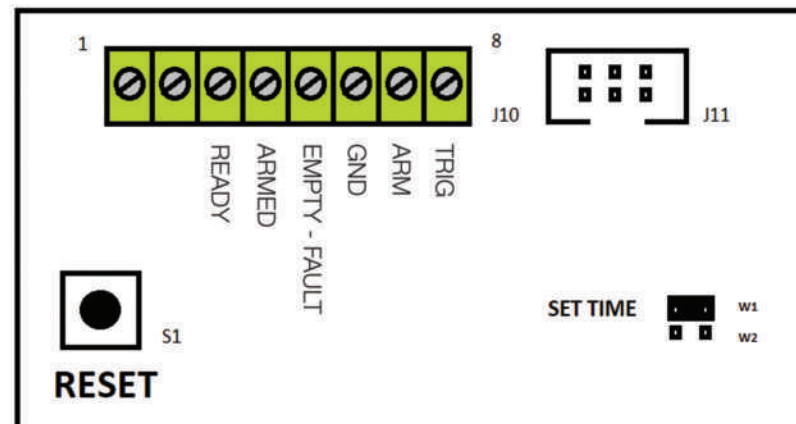 1
8
J10
J11
READY
ARMED
EMPTY - FAULT
GND
ARM
TRIG
SET TIME
W1
W2
S1
RESET